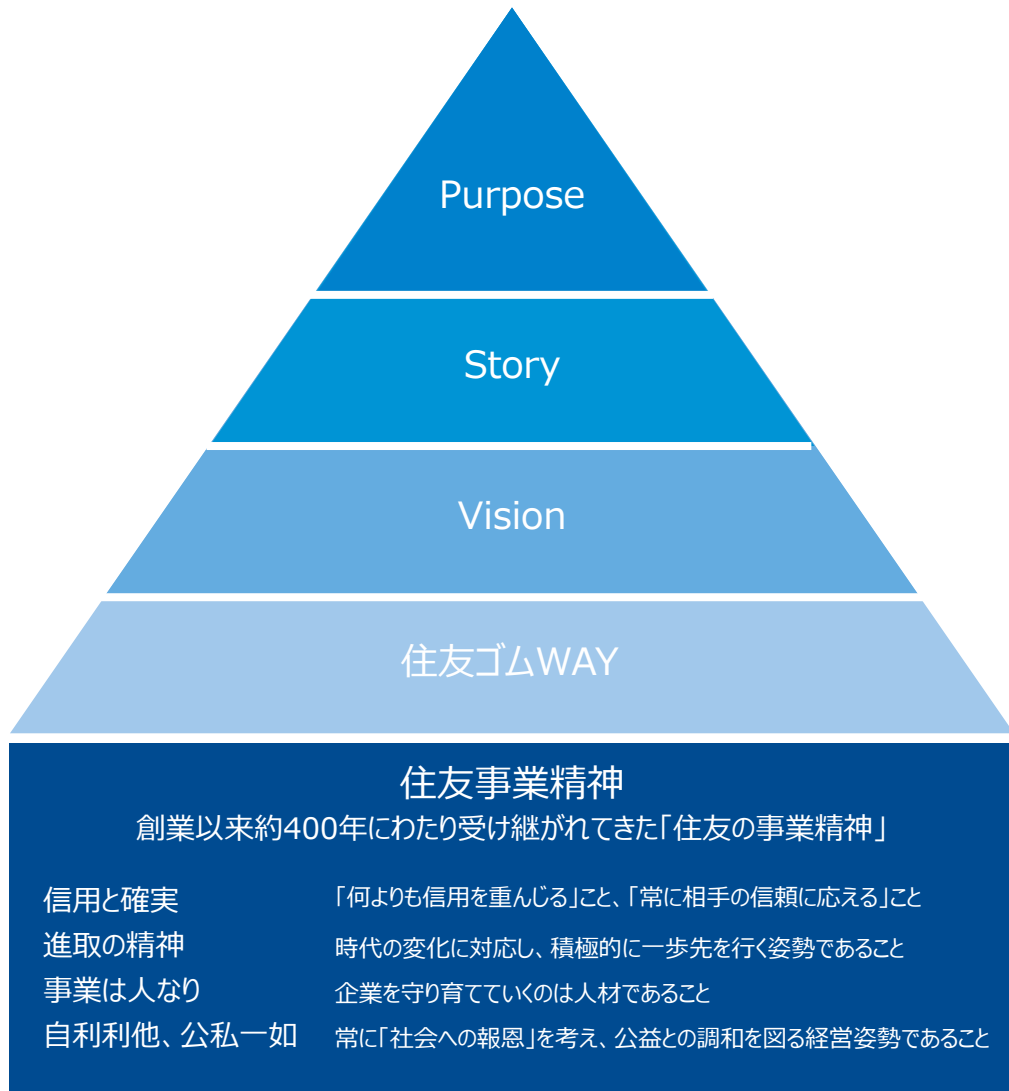 Purpose
Story
Vision
住友ゴムWAY
住友事業精神
創業以来約400年にわたり受け継がれてきた「住友の事業精神」
信用と確実 「何よりも信用を重んじる」こと、「常に相手の信頼に応える」こと
進取の精神 時代の変化に対応し、積極的に一歩先を行く姿勢であること
事業は人なり 企業を守り育てていくのは人材であること
自利利他、公私一如 常に「社会への報恩」を考え、公益との調和を図る経営姿勢であること